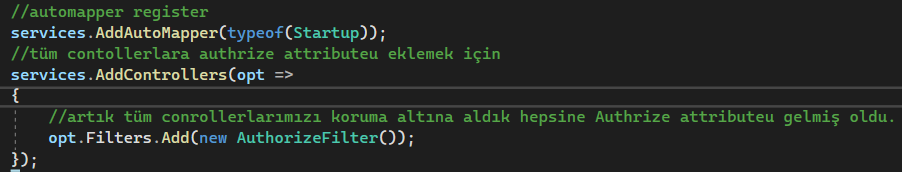 //automapper register
services.AddAutoMapper(typeof(Startup));
//tüm contollerlara authrize attributeu eklemek için
services.AddControllers(opt =>
{
//artık tüm conrollerlarımızı koruma altına aldık hepsine Authrize attributeu gelmiş oldu.
opt.Filters.Add(new AuthorizeFilter());
});